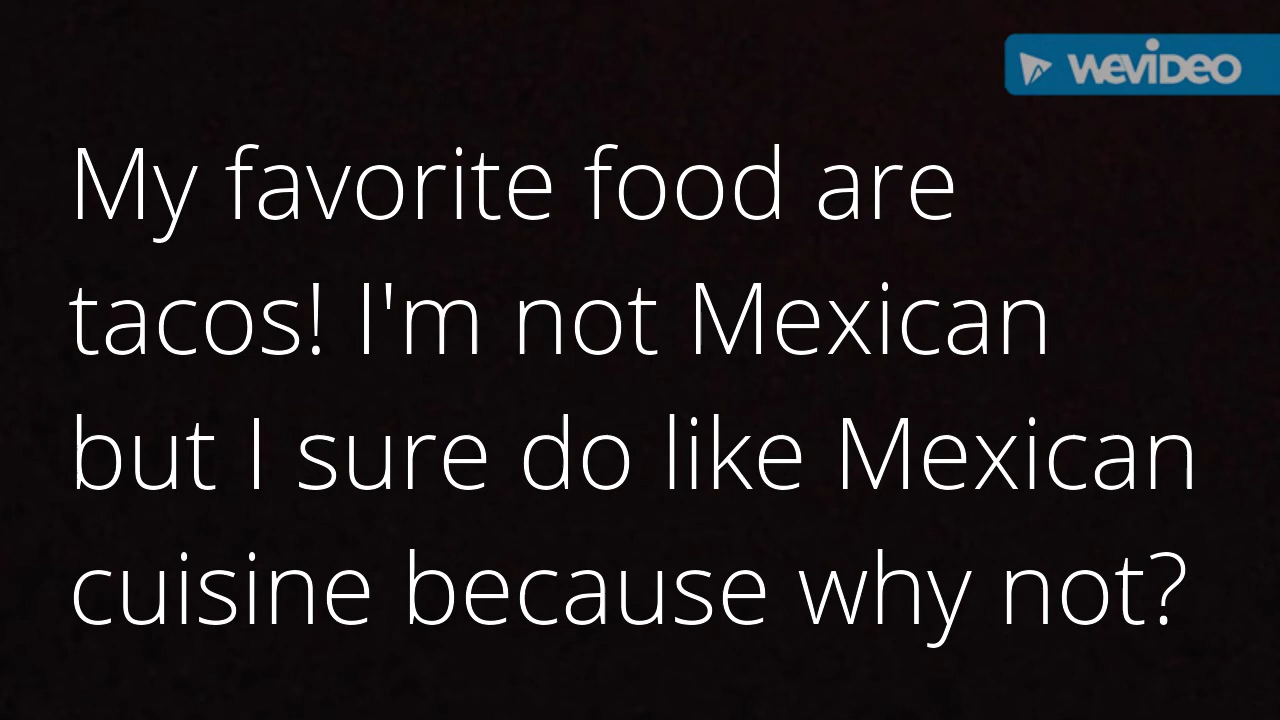 WEVIDEO
My favorite food are
tacos! I'm not Mexican
but I sure do like Mexican
cuisine because why not?